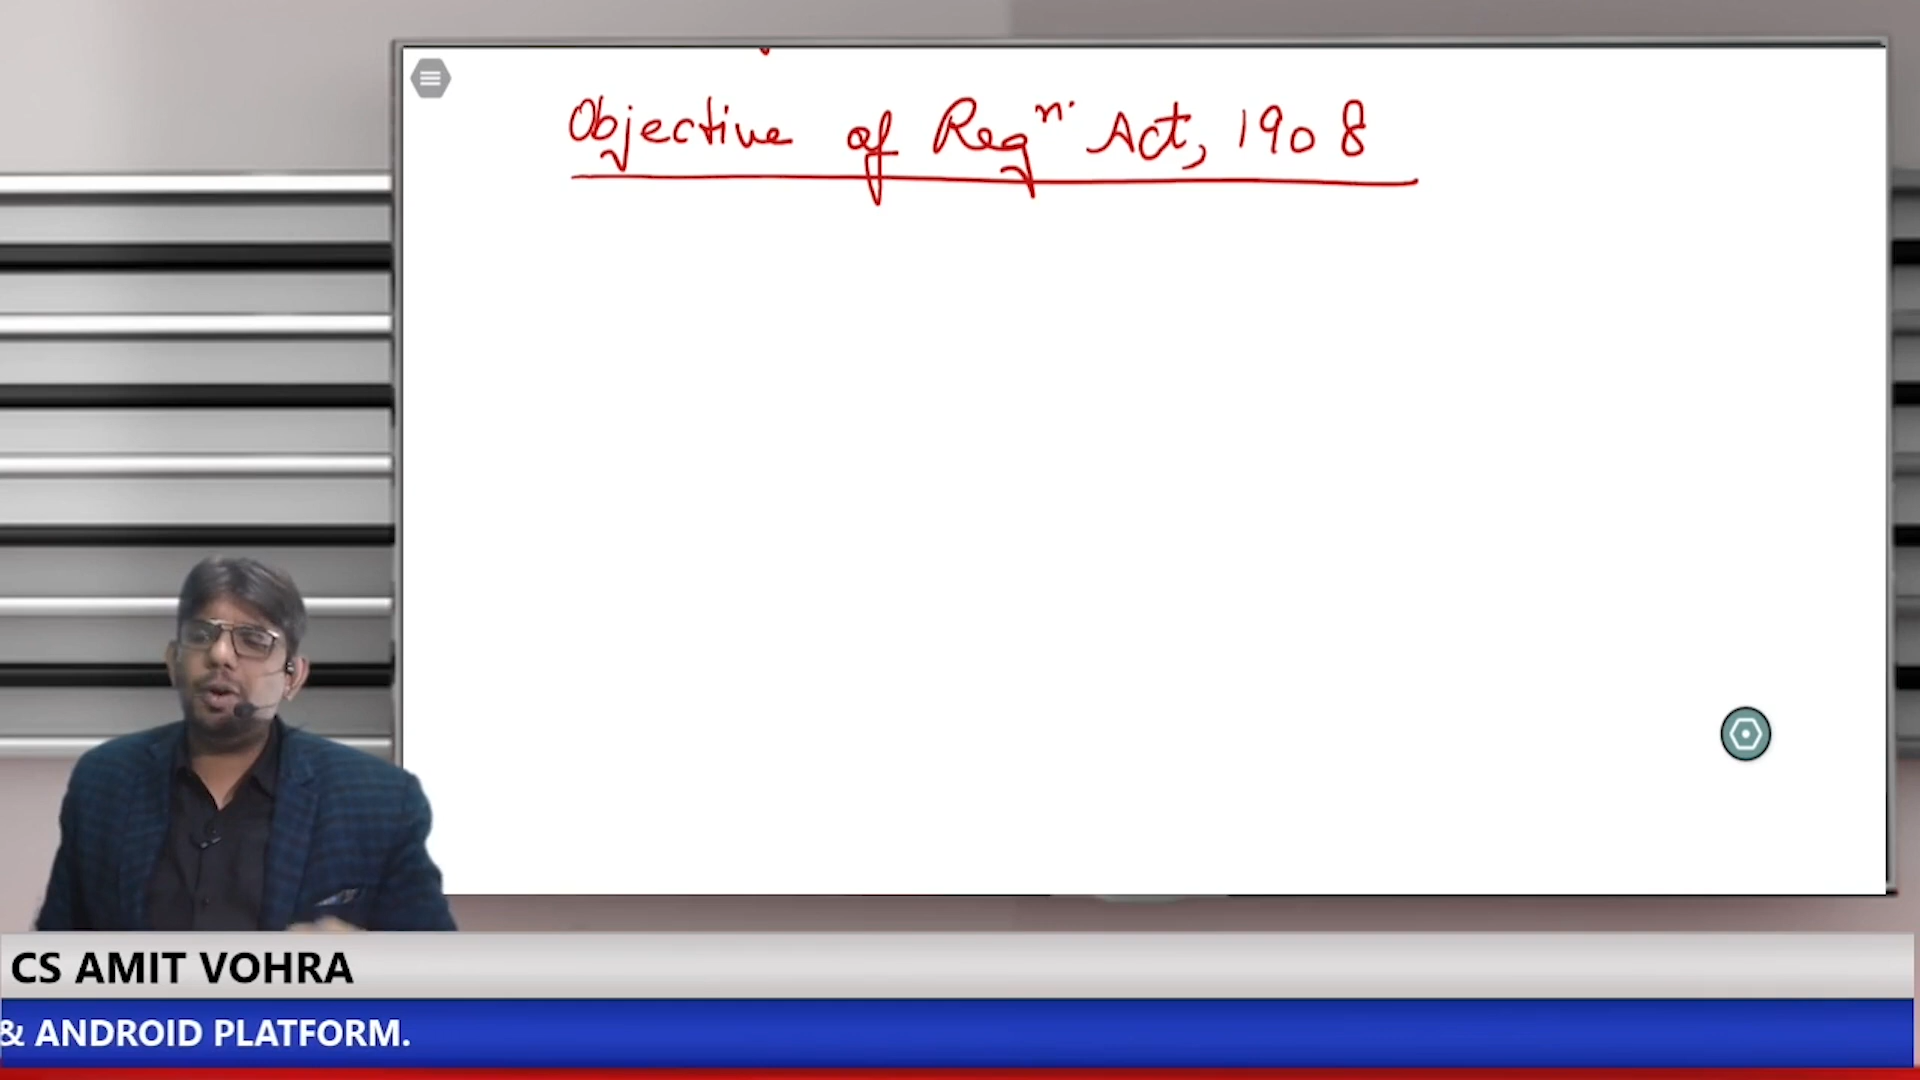 Objective of Regn. Act, 1908
CS AMIT VOHRA
& ANDROID PLATFORM.